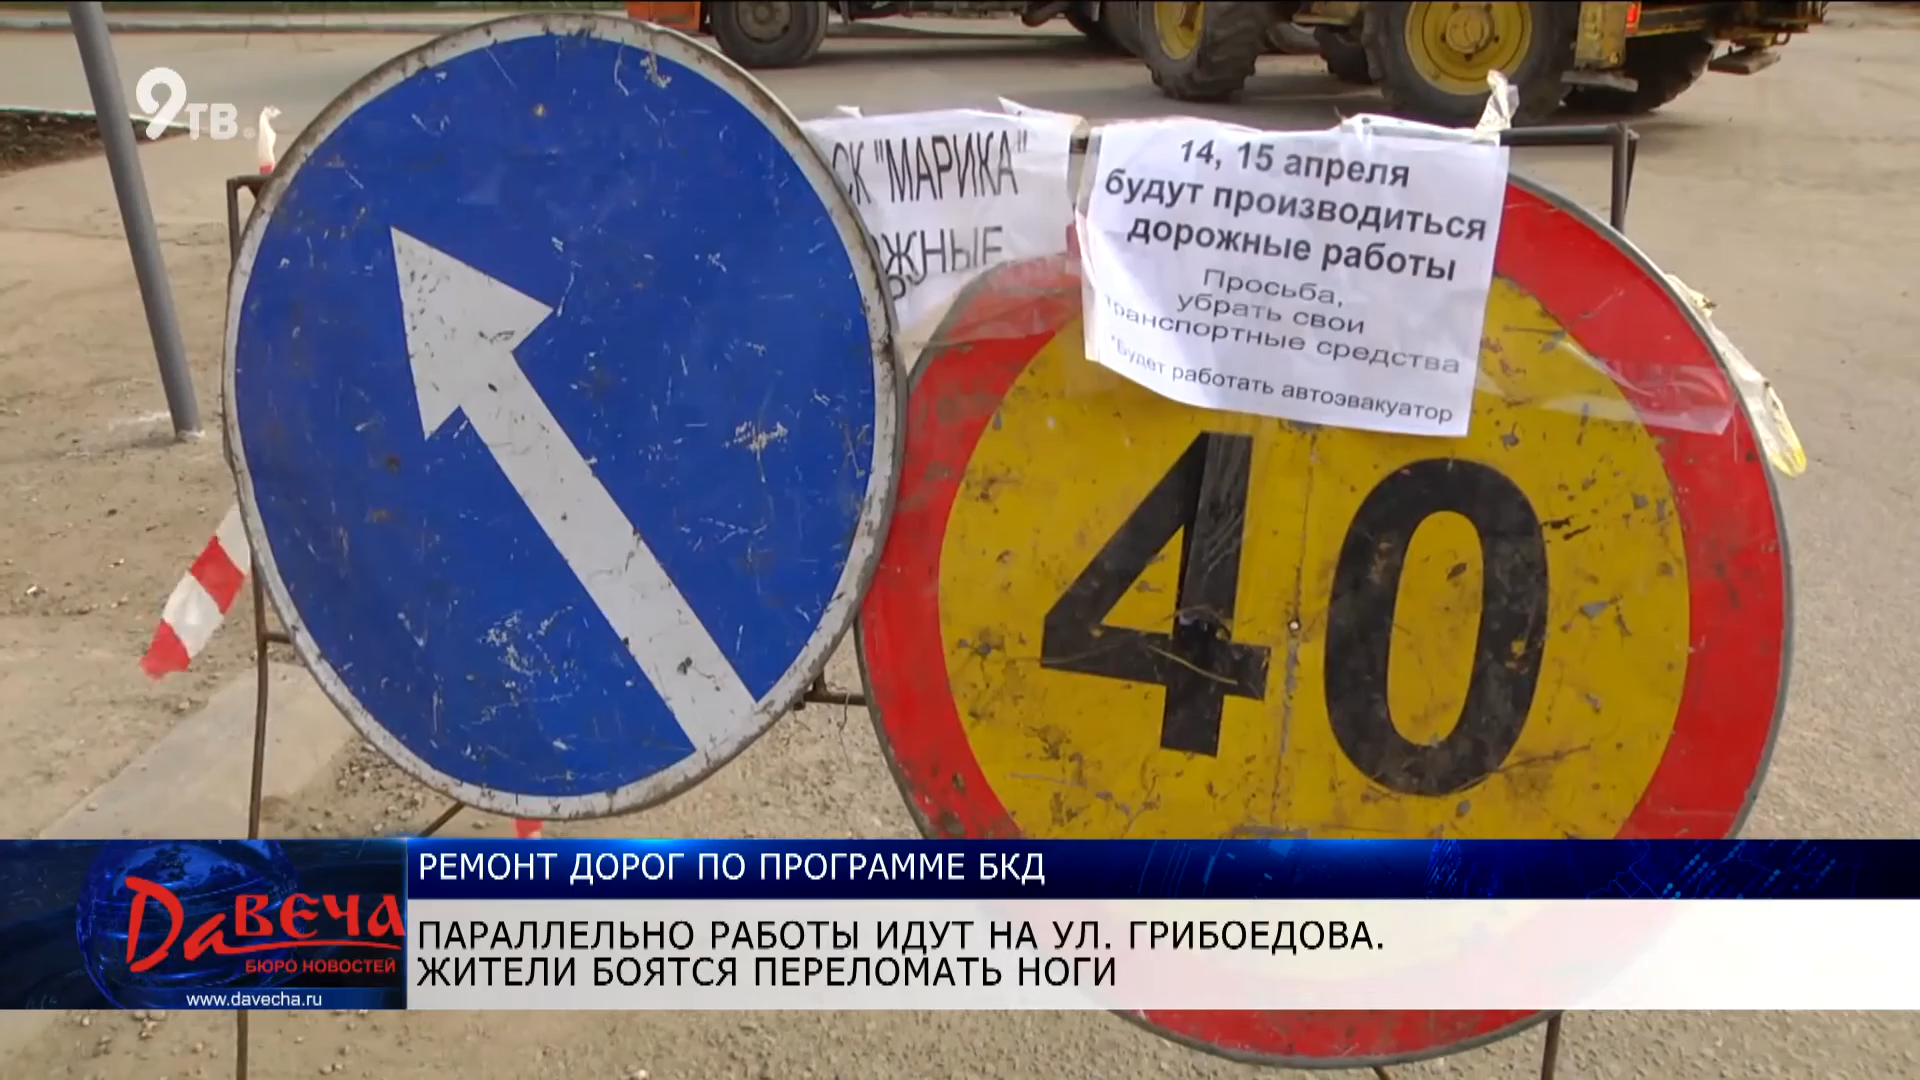 9ТВ.
СК "МАРИКА"
14, 15 апреля
будут производиться
дорожные работы
Просьба,
убрать свои
транспортные средства
*Будет работать автоэвакуатор
40
РЕМОНТ ДОРОГ ПО ПРОГРАММЕ БКД
ДаВЕЧА
БЮРО НОВОСТЕЙ
www.davecha.ru
ПАРАЛЛЕЛЬНО РАБОТЫ ИДУТ НА УЛ. ГРИБОЕДОВА.
ЖИТЕЛИ БОЯТСЯ ПЕРЕЛОМАТЬ НОГИ